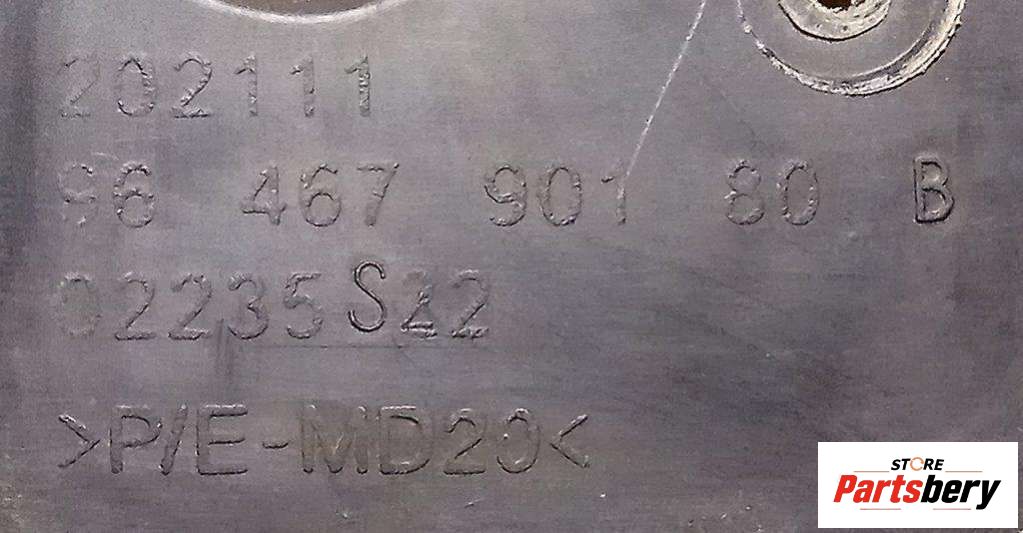 202111
96 467 901 80 B
02235S22
>P/E-MD20<
STORE
Partsbery